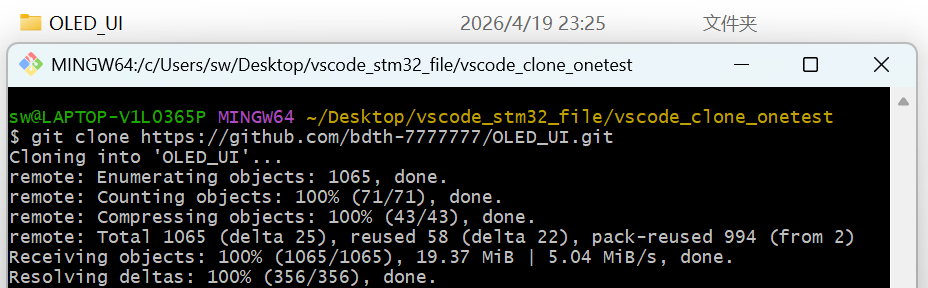 OLED_UI 2026/4/19 23:25 文件夹
MINGW64:/c/Users/sw/Desktop/vscode_stm32_file/vscode_clone_onetest
sw@LAPTOP-V1LO365P MINGW64 ~/Desktop/vscode_stm32_file/vscode_clone_onetest
$ git clone https://github.com/bdth-7777777/OLED_UI.git
Cloning into 'OLED_UI'...
remote: Enumerating objects: 1065, done.
remote: Counting objects: 100% (71/71), done.
remote: Compressing objects: 100% (43/43), done.
remote: Total 1065 (delta 25), reused 58 (delta 22), pack-reused 994 (from 2)
Receiving objects: 100% (1065/1065), 19.37 MiB | 5.04 MiB/s, done.
Resolving deltas: 100% (356/356), done.